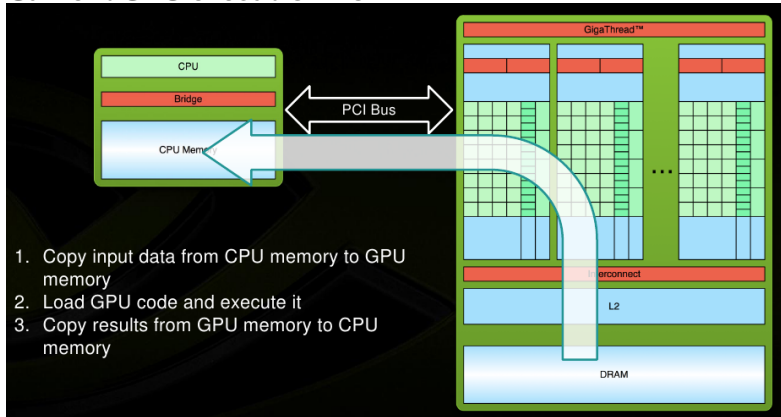 GigaThread™
CPU
Bridge
PCI Bus
CPU Memory
...
1. Copy input data from CPU memory to GPU
memory
2. Load GPU code and execute it
3. Copy results from GPU memory to CPU
memory
Interconnect
L2
DRAM